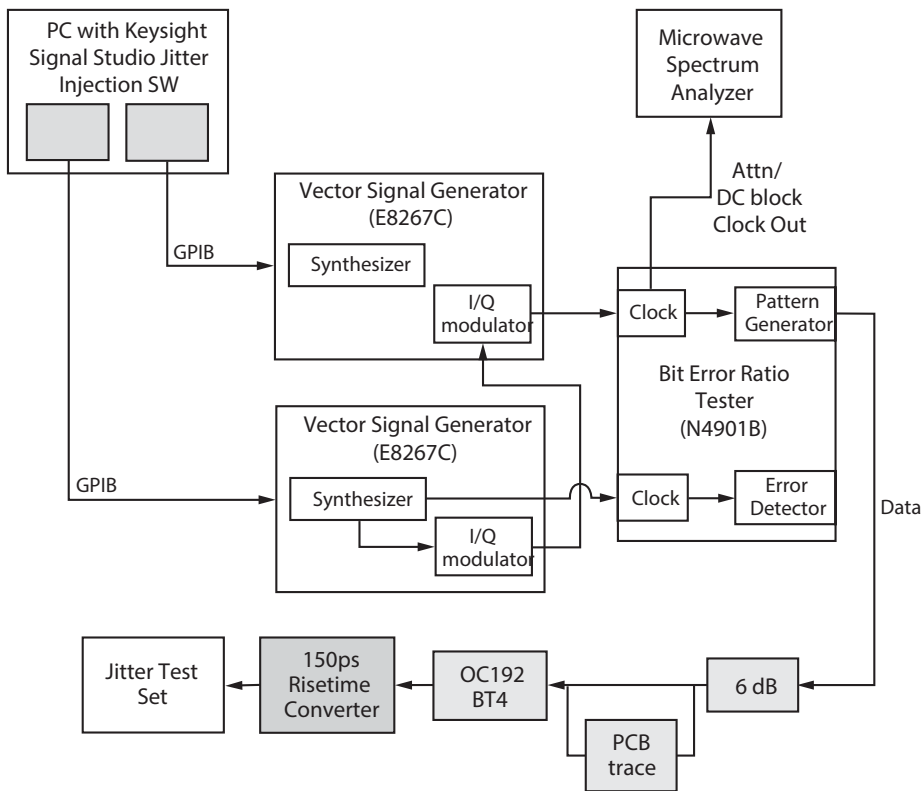 PC with Keysight
Signal Studio Jitter
Injection SW
Microwave
Spectrum
Analyzer
Attn/
DC block
Clock Out
Vector Signal Generator
(E8267C)
GPIB
Synthesizer
I/Q
modulator
Clock
Pattern
Generator
Bit Error Ratio
Tester
(N4901B)
Vector Signal Generator
(E8267C)
GPIB
Synthesizer
I/Q
modulator
Clock
Error
Detector
Data
Jitter Test
Set
150ps
Risetime
Converter
OC192
BT4
6 dB
PCB
trace